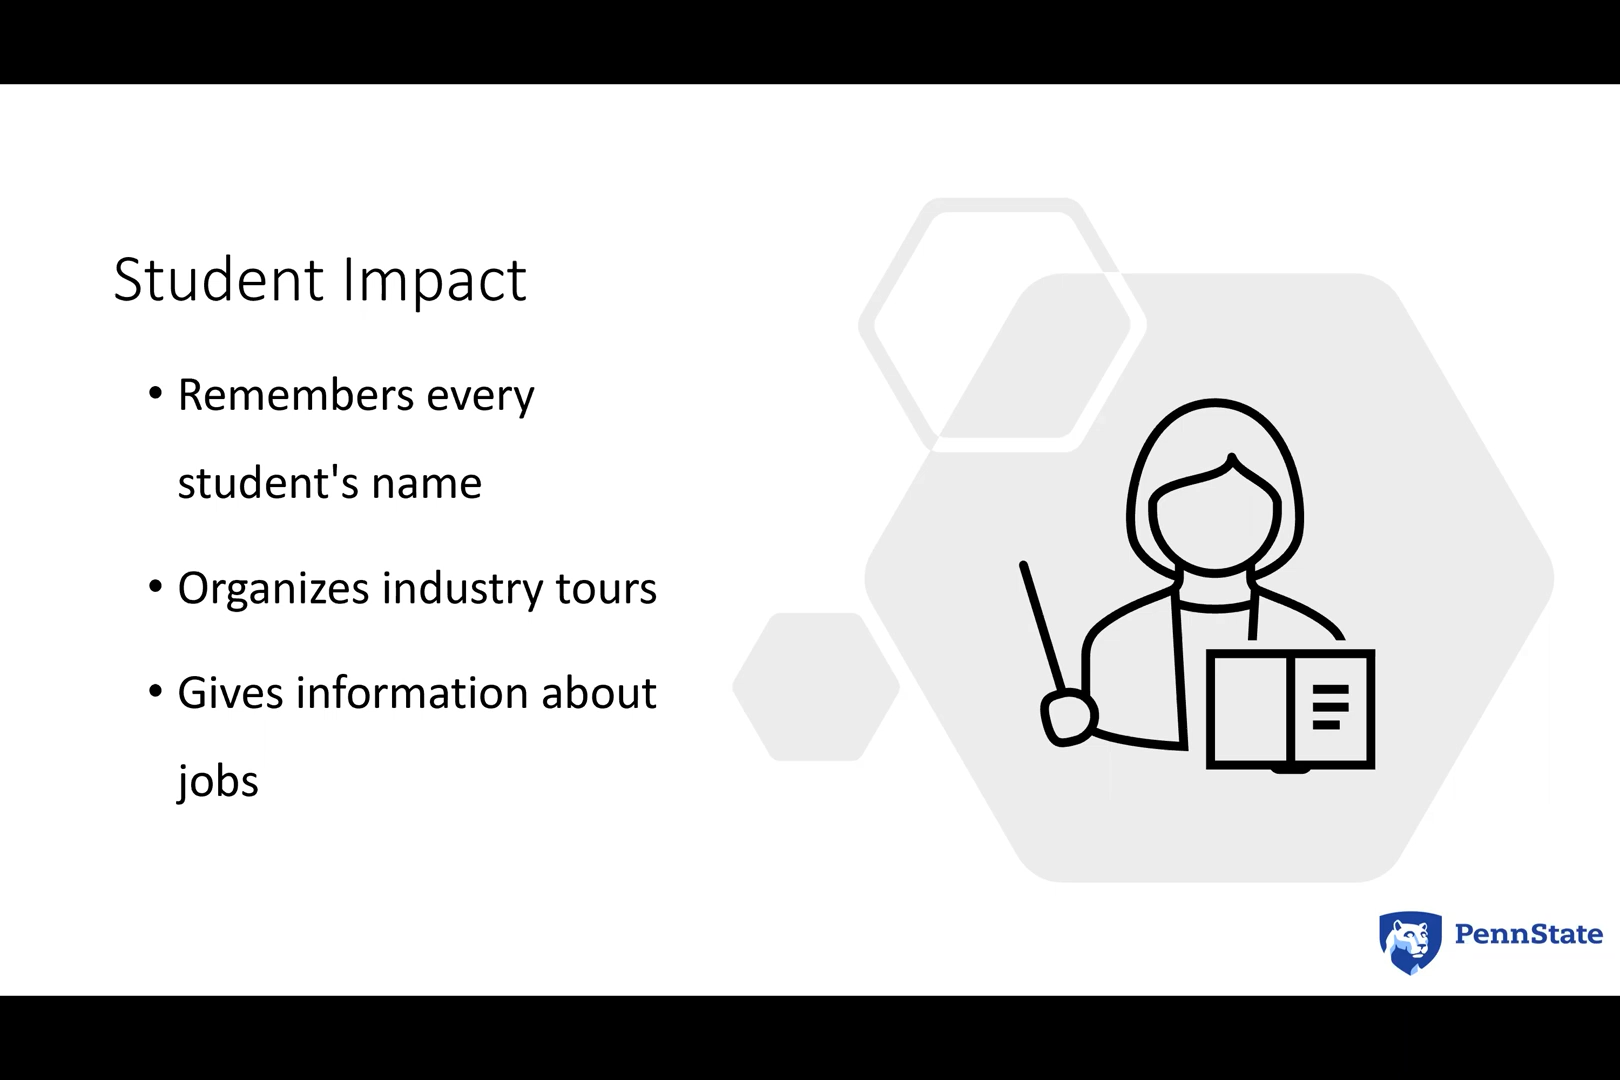 Student Impact
• Remembers every
student's name
• Organizes industry tours
• Gives information about
jobs
PennState